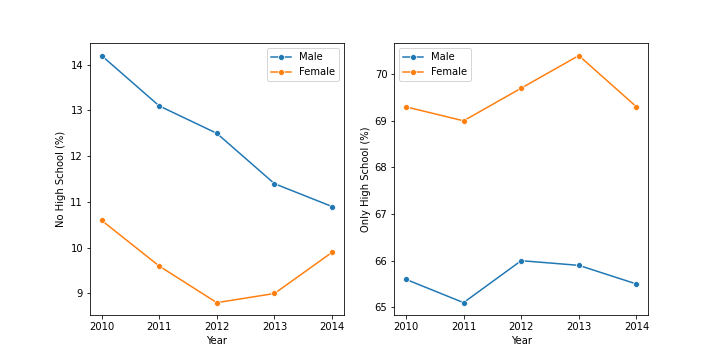 14
13
12
11
10
9
No High School (%)
2010 2011 2012 2013 2014
Year
Male
Female
70
69
68
67
66
65
Only High School (%)
2010 2011 2012 2013 2014
Year
Male
Female